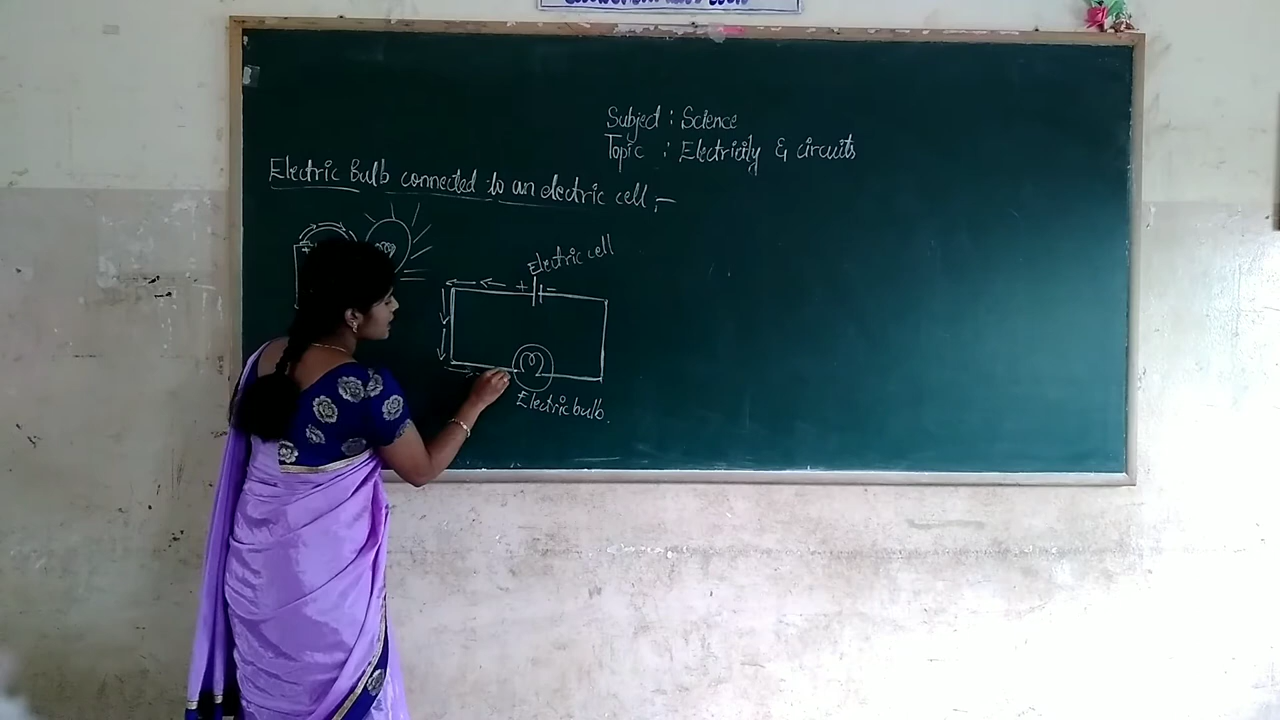 Subject : Science
Topic : Electricity & circuits
Electric Bulb connected to an electric cell :-
+
Electric cell
+ -
Electric bulb.